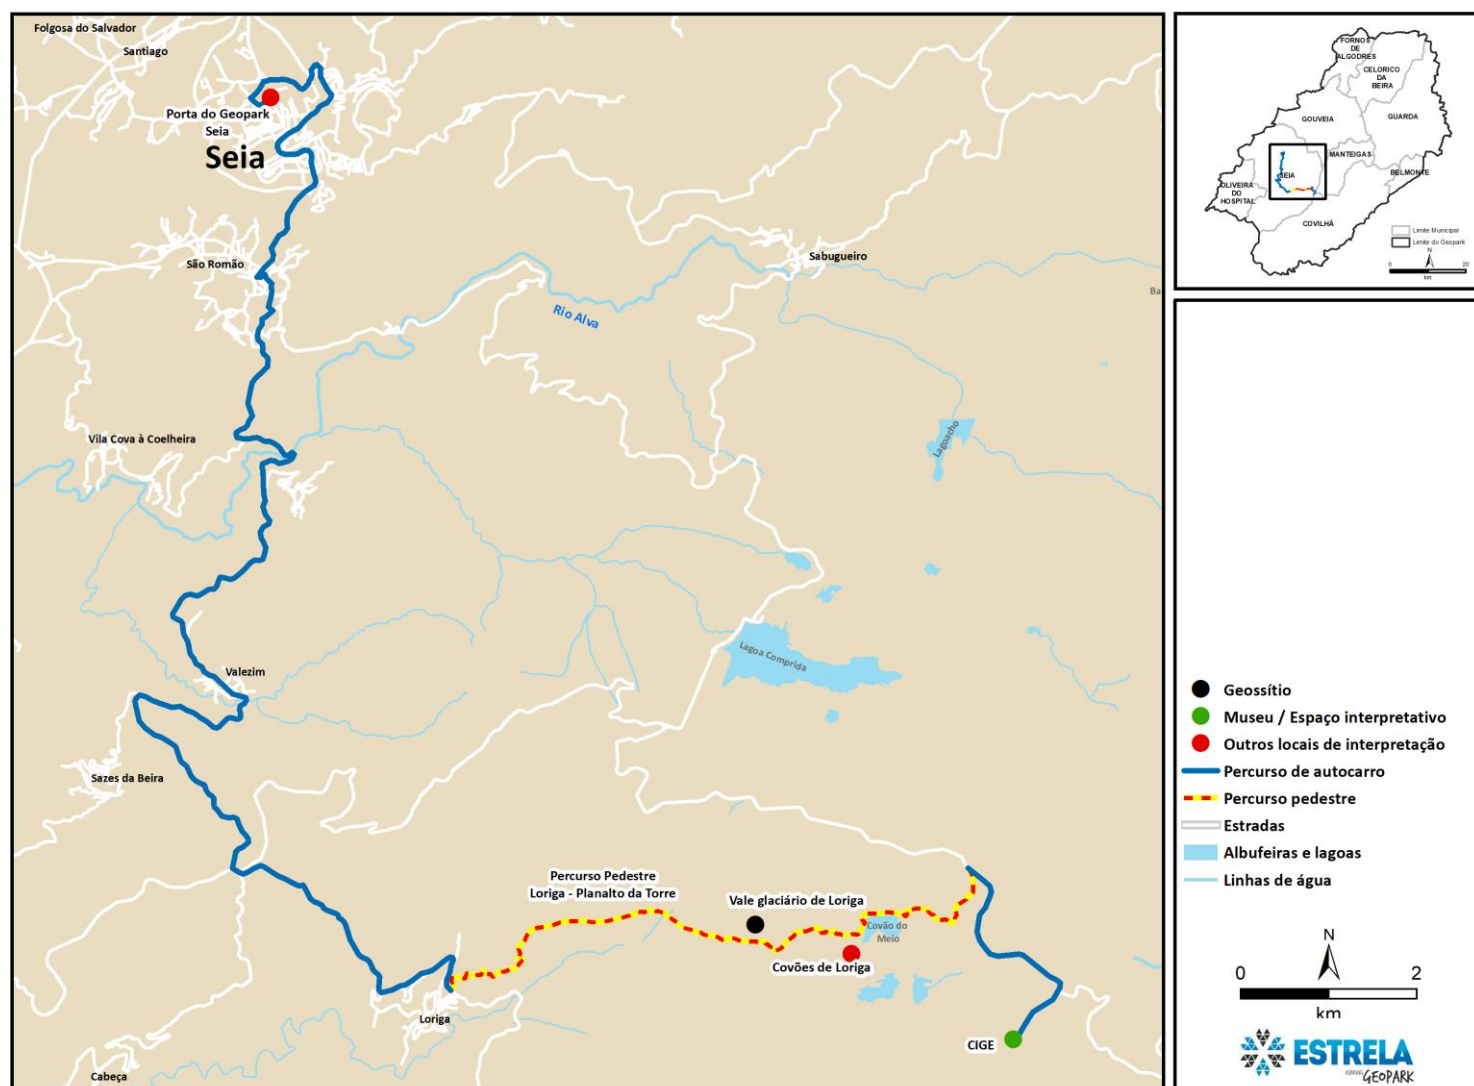 Folgosa do Salvador
Santiago
Porta do Geopark
Seia
Seia
São Romão
Sabugueiro
Ba
Rio Alva
Vila Cova à Coelheira
Lagoacho
Lagoa Comprida
Valezim
Sazes da Beira
Percurso Pedestre
Loriga - Planalto da Torre
Vale glaciário de Loriga
Covão do
Meio
Covões de Loriga
Loriga
CIGE
Cabeça
FORNOS
DE
ALGODRES
CELORICO
DA
BEIRA
GOUVEIA
GUARDA
MANTEIGAS
SEIA
BELMONTE
OLIVEIRA
DO
HOSPITAL
COVILHÃ
Limite Municipal
Limite do Geopark
N
0 20
km
Geossítio
Museu / Espaço interpretativo
Outros locais de interpretação
Percurso de autocarro
Percurso pedestre
Estradas
Albufeiras e lagoas
Linhas de água
N
0 2
km
ESTRELA
GEOPARK